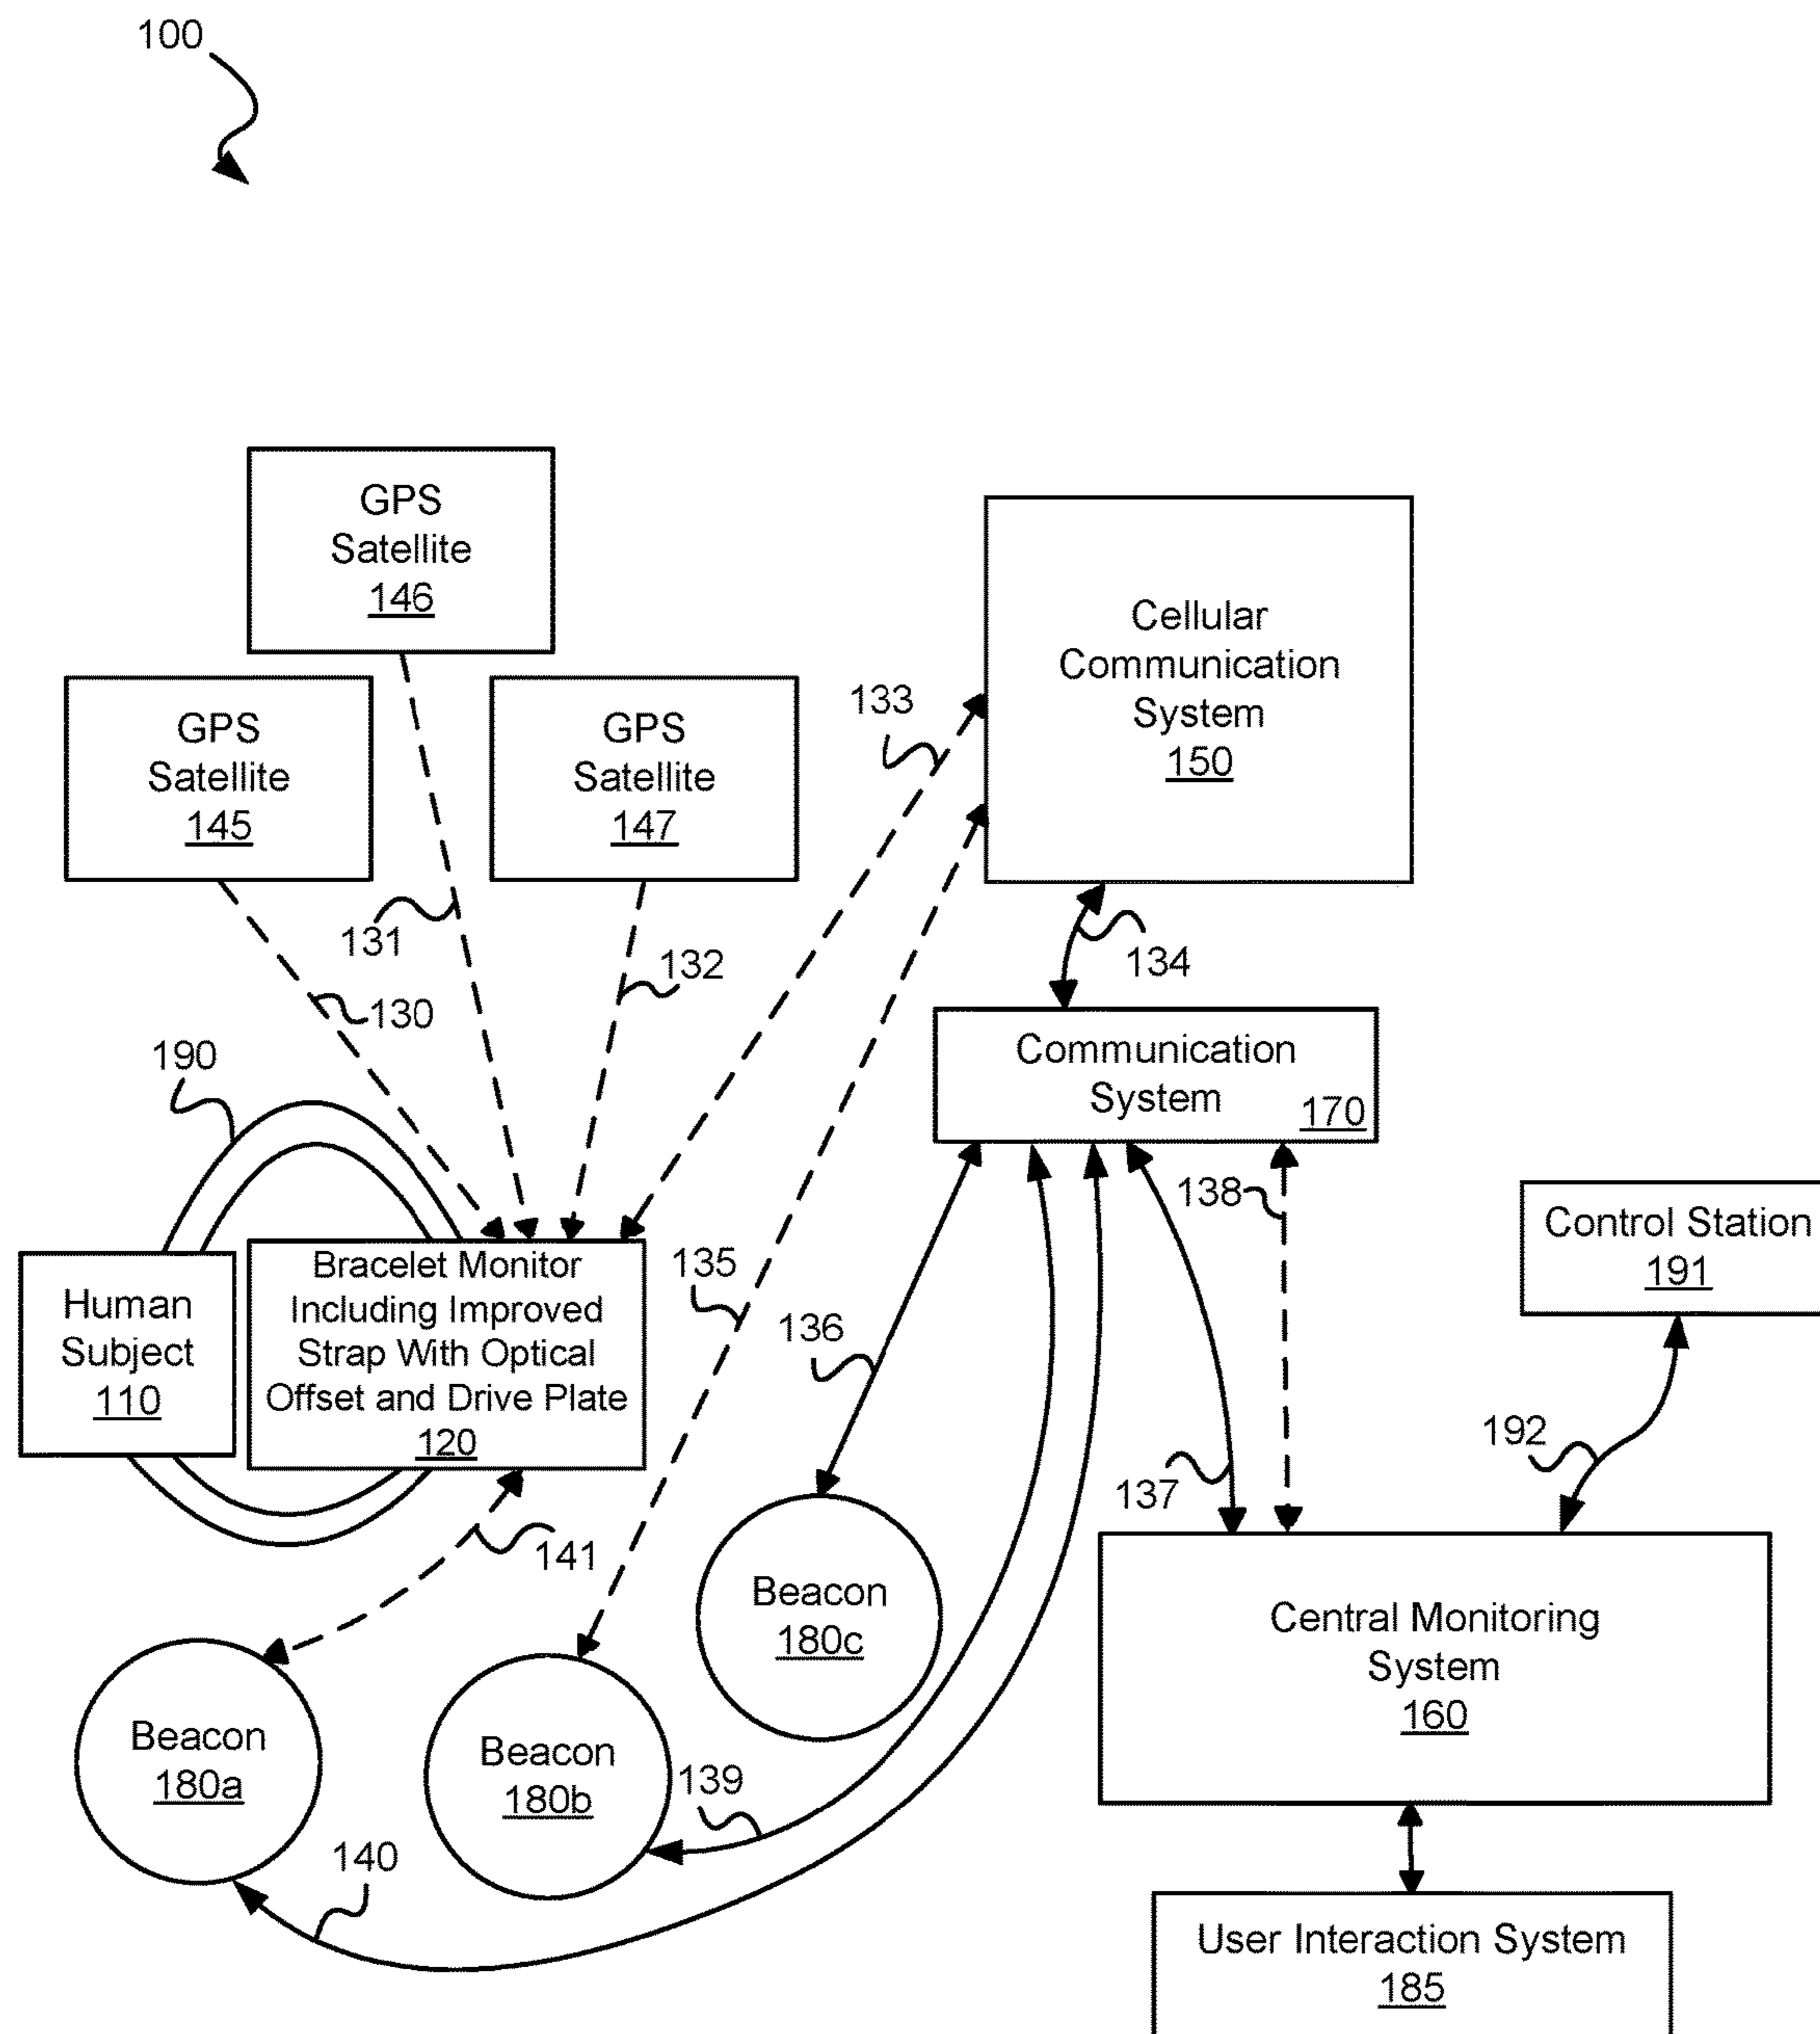 100
GPS
Satellite
146
GPS
Satellite
145
GPS
Satellite
147
Cellular
Communication
System
150
133
131
132
130
134
190
Communication
System
170
138
Control Station
191
Human
Subject
110
Bracelet Monitor
Including Improved
Strap With Optical
Offset and Drive Plate
120
135
136
192
137
141
Beacon
180c
Central Monitoring
System
160
Beacon
180a
Beacon
180b
139
140
User Interaction System
185